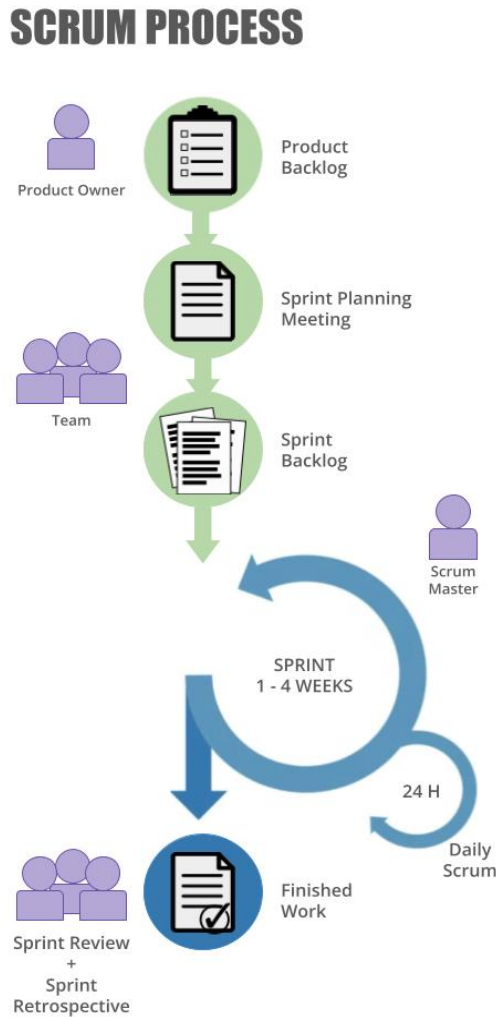 SCRUM PROCESS
Product Owner
Product
Backlog
Sprint Planning
Meeting
Team
Sprint
Backlog
Scrum
Master
SPRINT
1 - 4 WEEKS
24 H
Daily
Scrum
Finished
Work
Sprint Review
+
Sprint
Retrospective